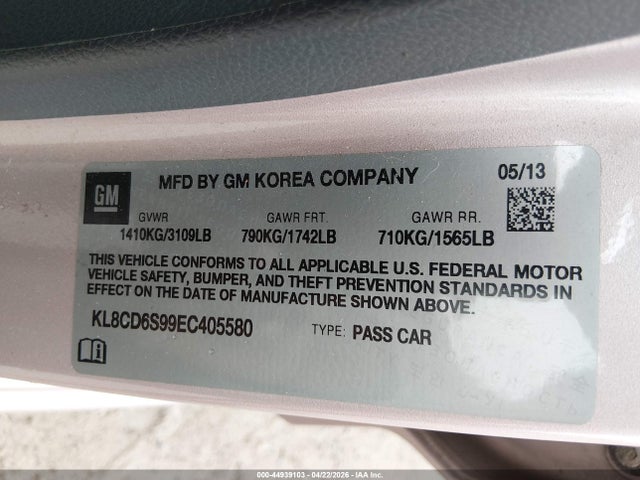 GM
MFD BY GM KOREA COMPANY 05/13
GVWR GAWR FRT. GAWR RR.
1410KG/3109LB 790KG/1742LB 710KG/1565LB
THIS VEHICLE CONFORMS TO ALL APPLICABLE U.S. FEDERAL MOTOR
VEHICLE SAFETY, BUMPER, AND THEFT PREVENTION STANDARDS IN
EFFECT ON THE DATE OF MANUFACTURE SHOWN ABOVE.
KL8CD6S99EC405580 TYPE: PASS CAR
000-44939103 - 04/22/2026 - IAA Inc.